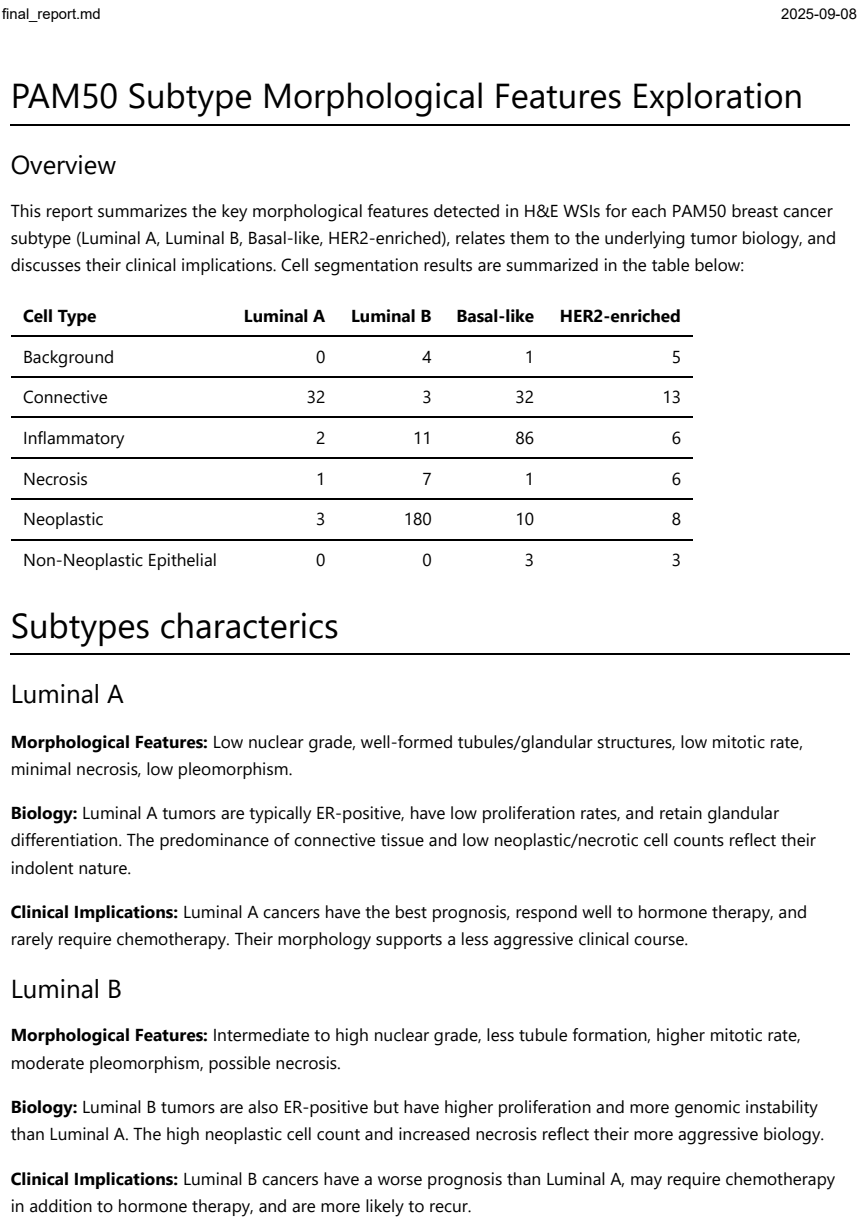 final_report.md 2025-09-08
PAM50 Subtype Morphological Features Exploration
Overview
This report summarizes the key morphological features detected in H&E WSIs for each PAM50 breast cancer
subtype (Luminal A, Luminal B, Basal-like, HER2-enriched), relates them to the underlying tumor biology, and
discusses their clinical implications. Cell segmentation results are summarized in the table below:
Cell Type Luminal A Luminal B Basal-like HER2-enriched
Background 0 4 1 5
Connective 32 3 32 13
Inflammatory 2 11 86 6
Necrosis 1 7 1 6
Neoplastic 3 180 10 8
Non-Neoplastic Epithelial 0 0 3 3
Subtypes characterics
Luminal A
Morphological Features: Low nuclear grade, well-formed tubules/glandular structures, low mitotic rate,
minimal necrosis, low pleomorphism.
Biology: Luminal A tumors are typically ER-positive, have low proliferation rates, and retain glandular
differentiation. The predominance of connective tissue and low neoplastic/necrotic cell counts reflect their
indolent nature.
Clinical Implications: Luminal A cancers have the best prognosis, respond well to hormone therapy, and
rarely require chemotherapy. Their morphology supports a less aggressive clinical course.
Luminal B
Morphological Features: Intermediate to high nuclear grade, less tubule formation, higher mitotic rate,
moderate pleomorphism, possible necrosis.
Biology: Luminal B tumors are also ER-positive but have higher proliferation and more genomic instability
than Luminal A. The high neoplastic cell count and increased necrosis reflect their more aggressive biology.
Clinical Implications: Luminal B cancers have a worse prognosis than Luminal A, may require chemotherapy
in addition to hormone therapy, and are more likely to recur.